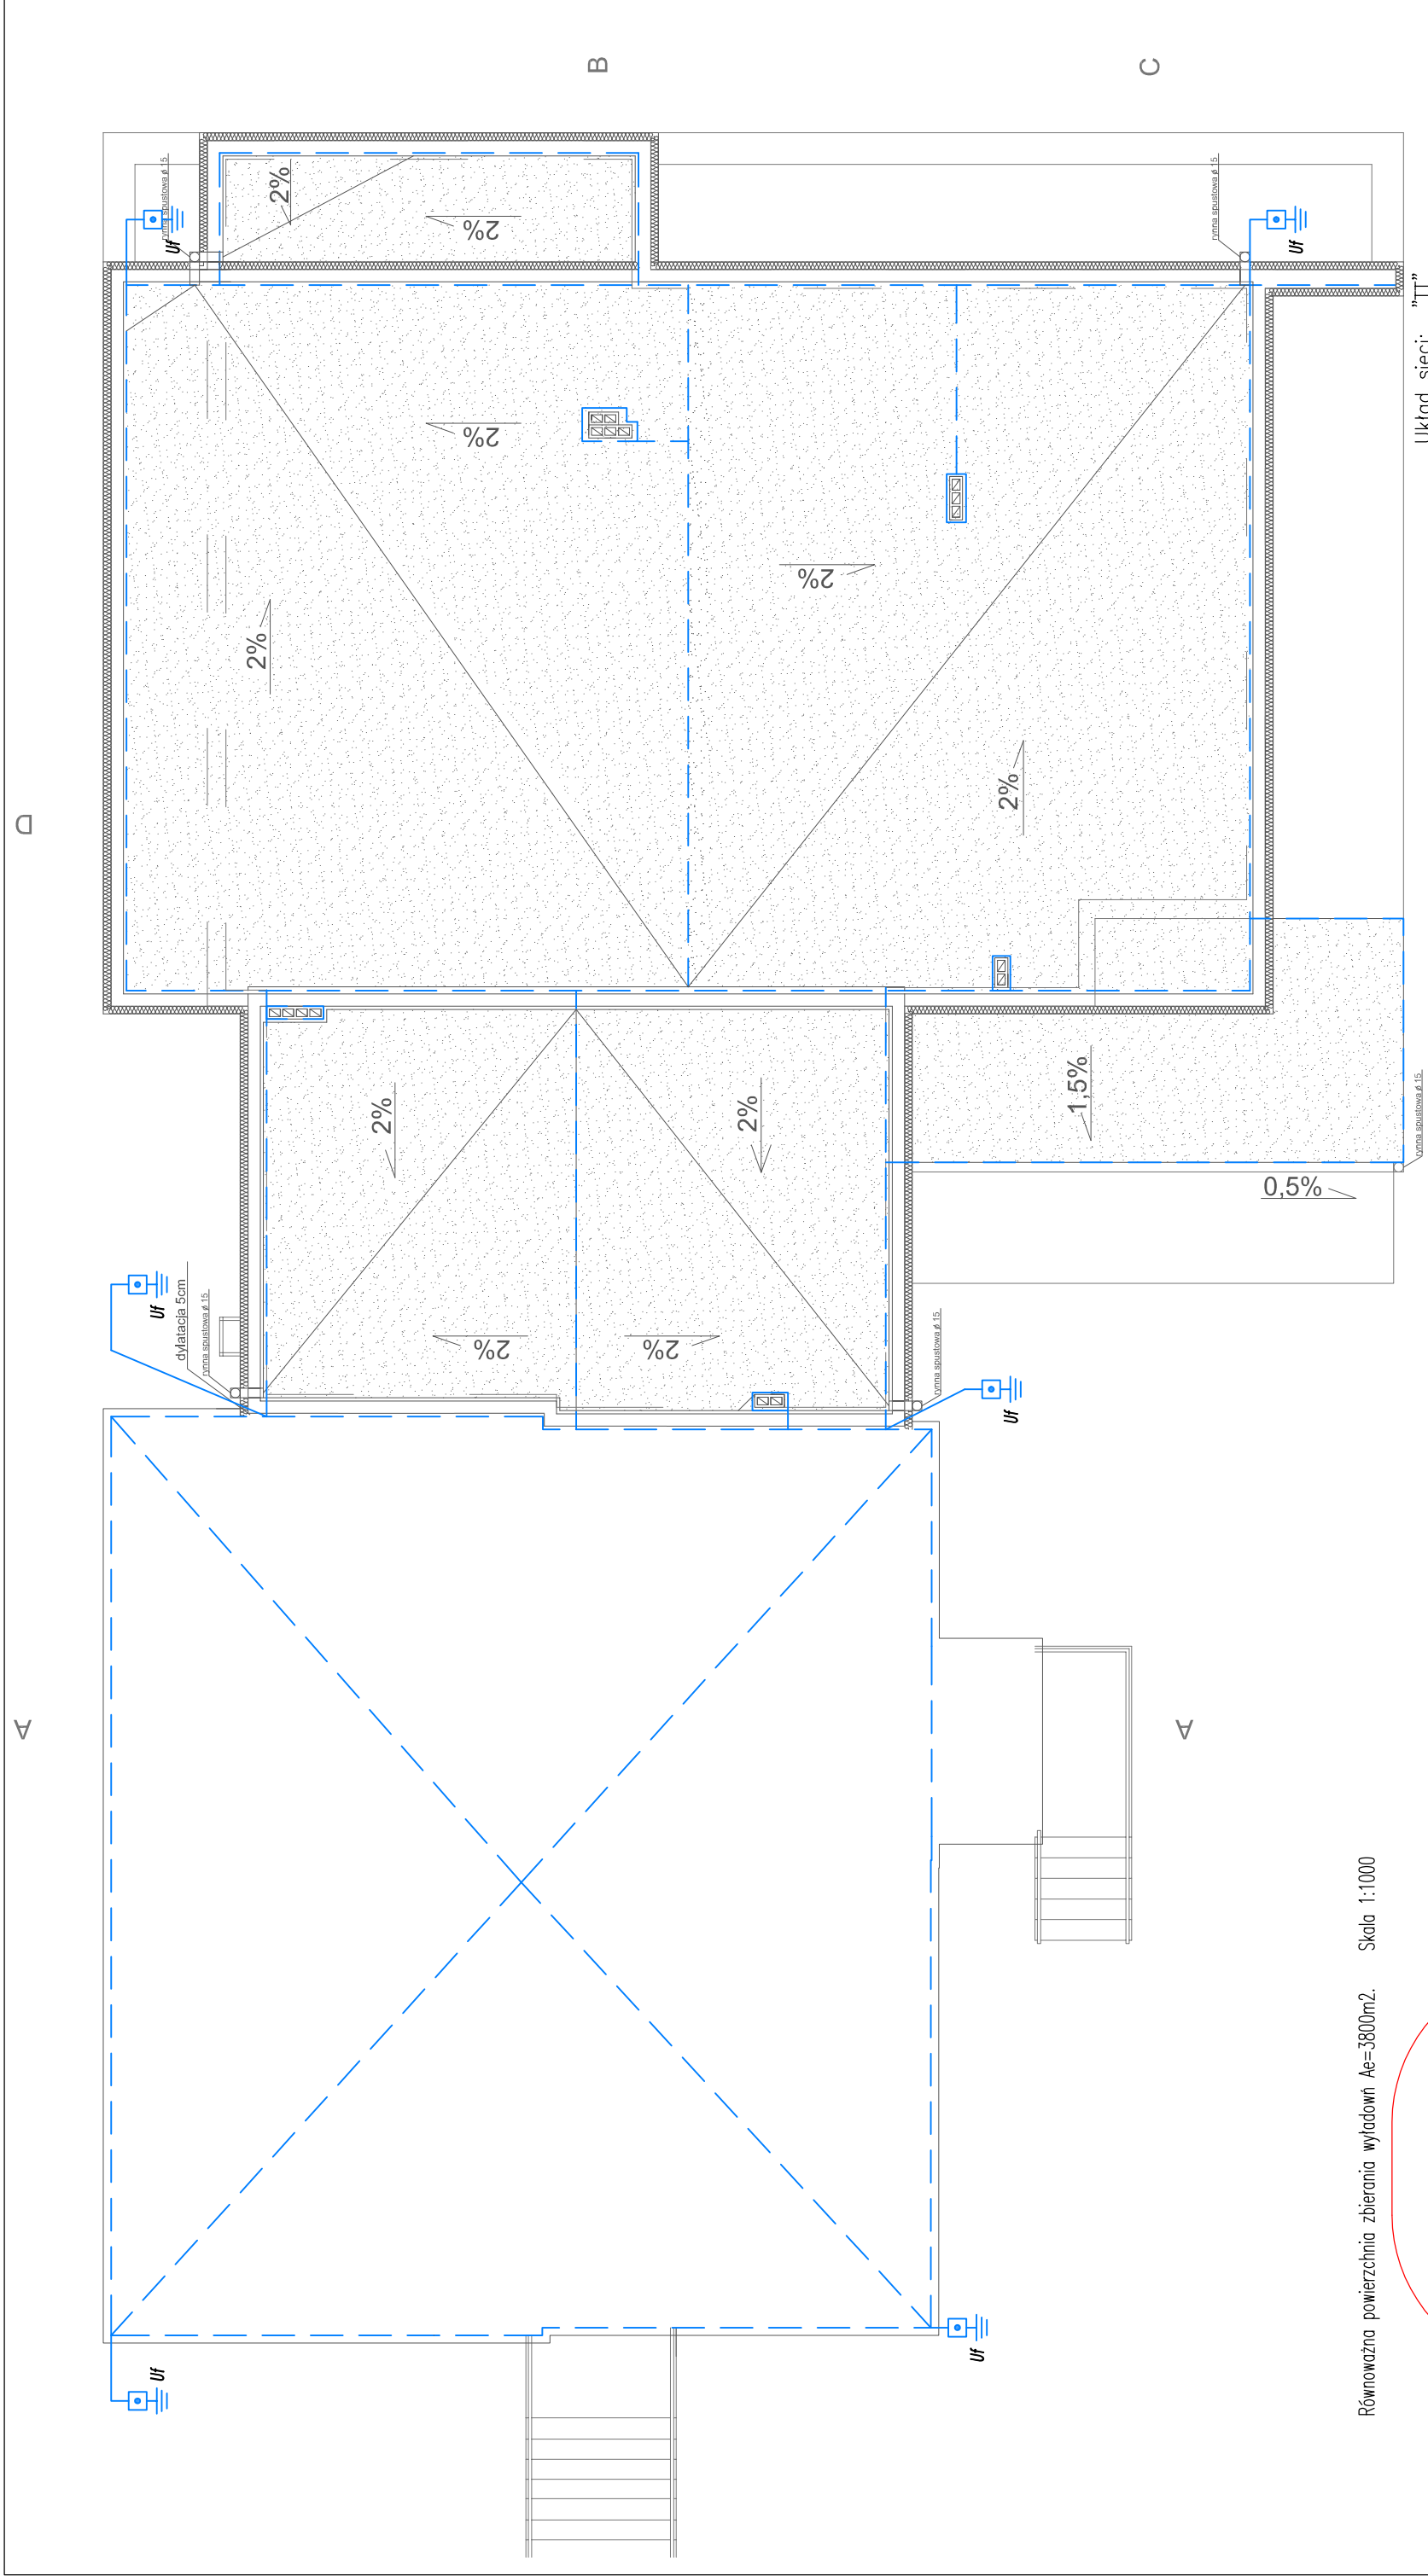 B
C
rynna spustowa ø 15
2%
2%
Uf
rynna spustowa ø 15
Uf
Układ sieci: "TT"
2%
2%
2%
2%
D
1,5%
rynna spustowa ø 15
0,5%
2%
2%
Uf
dylatacja 5cm
rynna spustowa ø 15
2%
2%
rynna spustowa ø 15
Uf
A
A
Równoważna powierzchnia zbierania wyładowń Ae=3800m2. Skala 1:1000
Uf
Uf